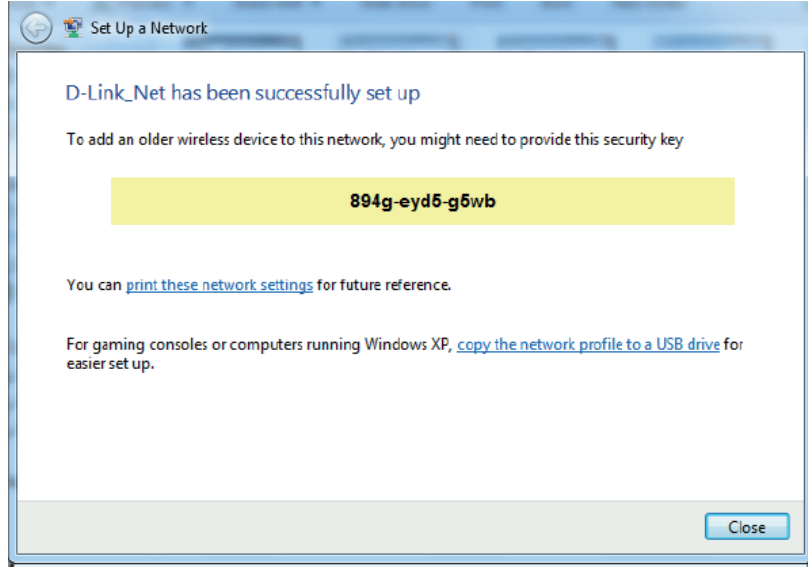 Set Up a Network
D-Link_Net has been successfully set up
To add an older wireless device to this network, you might need to provide this security key
894g-eyd5-g5wb
You can print these network settings for future reference.
For gaming consoles or computers running Windows XP, copy the network profile to a USB drive for
easier set up.
Close